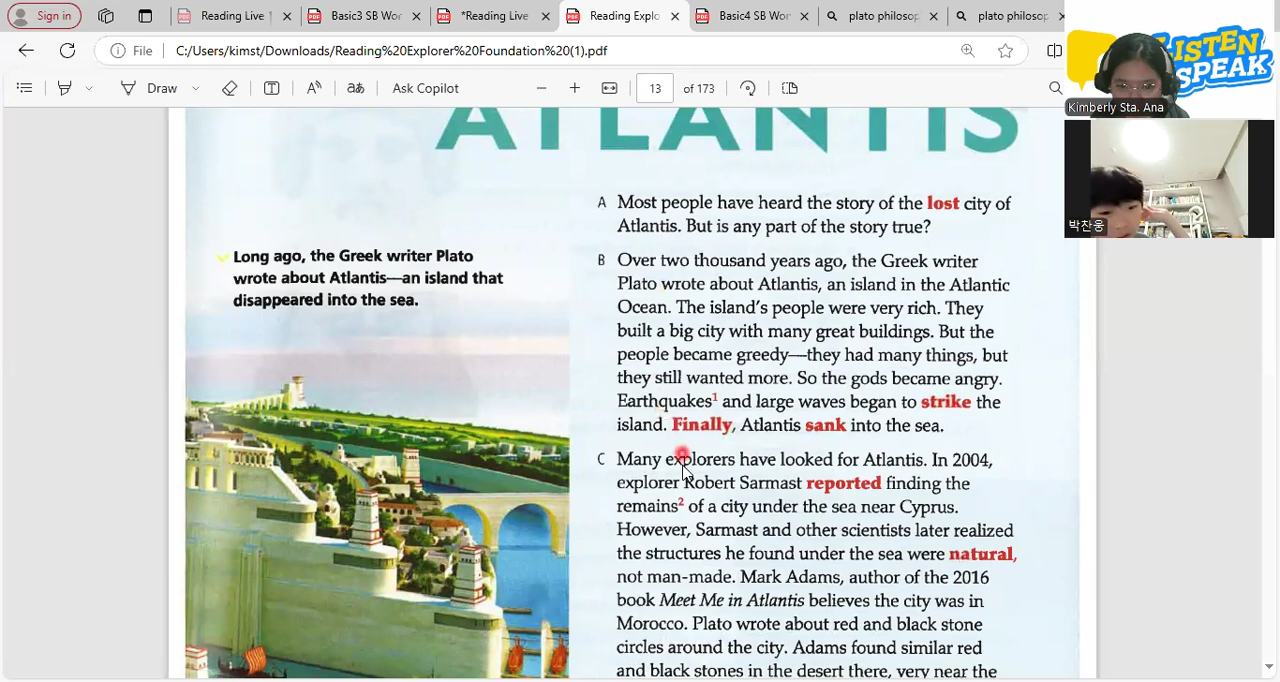 Sign in
Reading Live 1
Basic3 SB Wo
*Reading Live
Reading Explo
Basic4 SB Wo
plato philosop
plato philosop
File
C:/Users/kimst/Downloads/Reading%20Explorer%20Foundation%20(1).pdf
Draw
aあ
Ask Copilot
13
of 173
LISTEN
SPEAK
Kimberly Sta. Ana
박찬웅
ATLANTIS
Long ago, the Greek writer Plato
wrote about Atlantis—an island that
disappeared into the sea.
A Most people have heard the story of the lost city of
Atlantis. But is any part of the story true?
B Over two thousand years ago, the Greek writer
Plato wrote about Atlantis, an island in the Atlantic
Ocean. The island's people were very rich. They
built a big city with many great buildings. But the
people became greedy—they had many things, but
they still wanted more. So the gods became angry.
Earthquakes1 and large waves began to strike the
island. Finally, Atlantis sank into the sea.
C Many explorers have looked for Atlantis. In 2004,
explorer Robert Sarmast reported finding the
remains2 of a city under the sea near Cyprus.
However, Sarmast and other scientists later realized
the structures he found under the sea were natural,
not man-made. Mark Adams, author of the 2016
book Meet Me in Atlantis believes the city was in
Morocco. Plato wrote about red and black stone
circles around the city. Adams found similar red
and black stones in the desert there, very near the